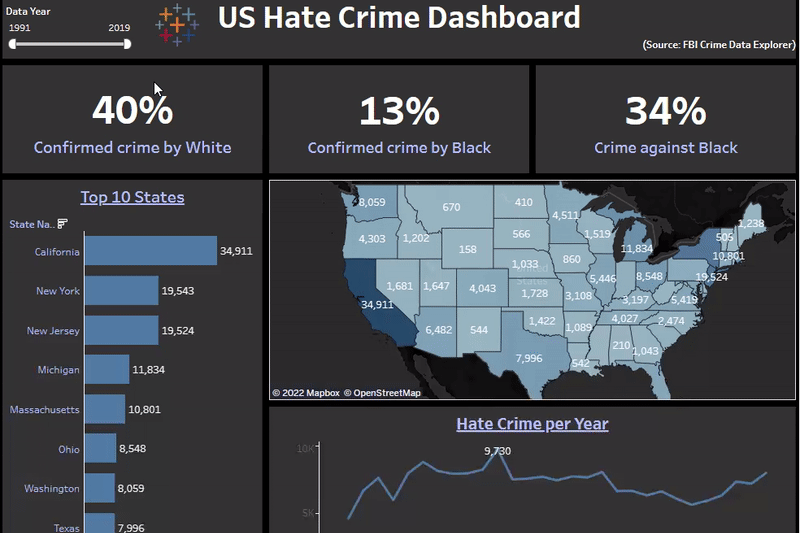 Data Year
1991 2019
US Hate Crime Dashboard
(Source: FBI Crime Data Explorer)
40%
Confirmed crime by White
13%
Confirmed crime by Black
34%
Crime against Black
Top 10 States
State Na..
California 34,911
New York 19,543
New Jersey 19,524
Michigan 11,834
Massachusetts 10,801
Ohio 8,548
Washington 8,059
Texas 7,996
8,059
670
410
4,511
1,238
4,303
1,202
566
1,519
505
158
11,834
10,801
1,033
860
1,681
1,647
4,043
5,446
8,548
19,524
34,911
1,728
3,108
3,197
5,419
6,482
544
1,422
1,089
4,027
2,474
7,996
542
210
1,043
© 2022 Mapbox © OpenStreetMap
Hate Crime per Year
10K
9,730
5K